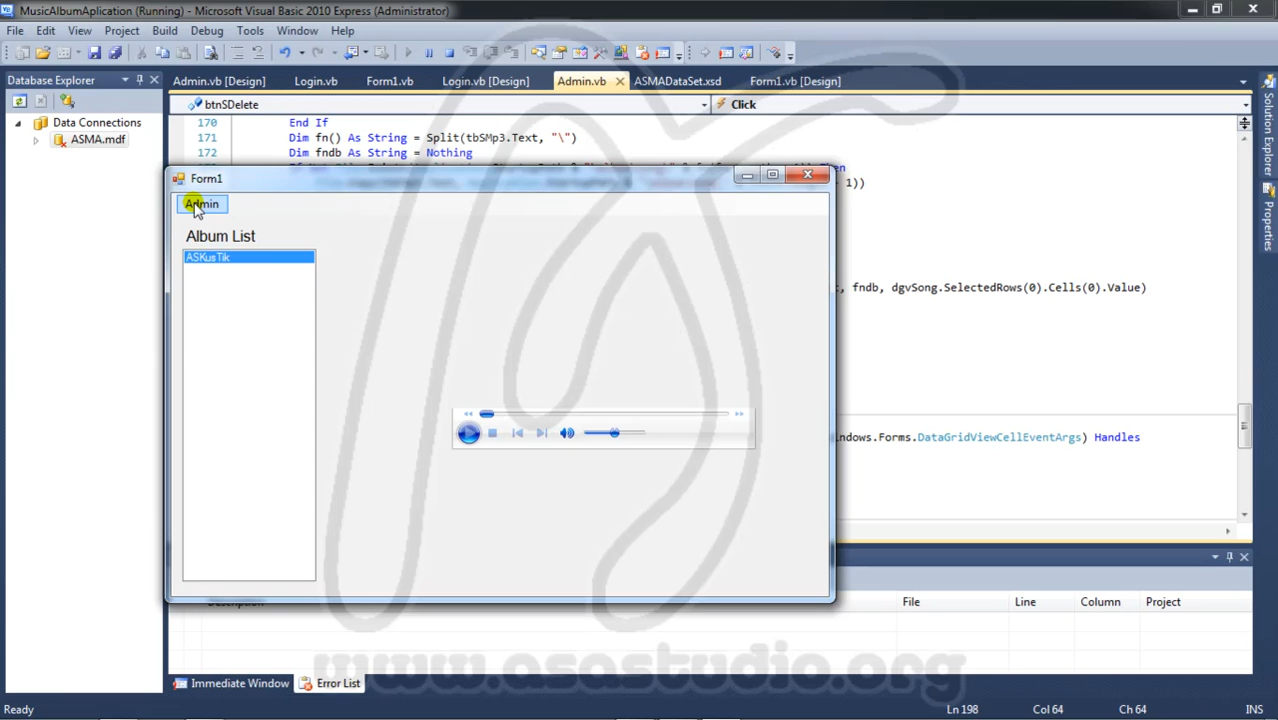 MusicAlbumAplication (Running) - Microsoft Visual Basic 2010 Express (Administrator)
File Edit View Project Build Debug Tools Window Help
Database Explorer
Admin.vb [Design] Login.vb Form1.vb Login.vb [Design] Admin.vb ASMADataSet.xsd Form1.vb [Design]
btnSDelete Click
Data Connections
ASMA.mdf
170 End If
171 Dim fn() As String = Split(tbSMp3.Text, "\")
172 Dim fndb As String = Nothing
Then
1))
, fndb, dgvSong.SelectedRows(0).Cells(0).Value)
indows.Forms.DataGridViewCellEventArgs) Handles
Form1
Admin
Album List
ASKusTik
Solution Explorer
Properties
Description File Line Column Project
www.asastudio.org
Immediate Window Error List
Ready Ln 198 Col 64 Ch 64 INS